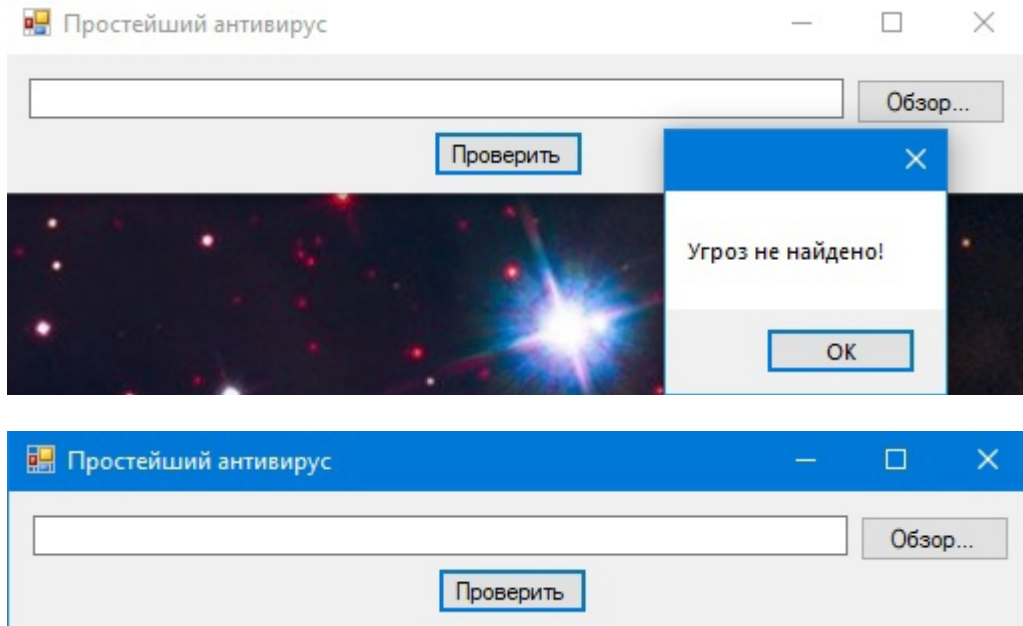 Простейший антивирус
Обзор...
Проверить
Угроз не найдено!
OK
Простейший антивирус
Обзор...
Проверить